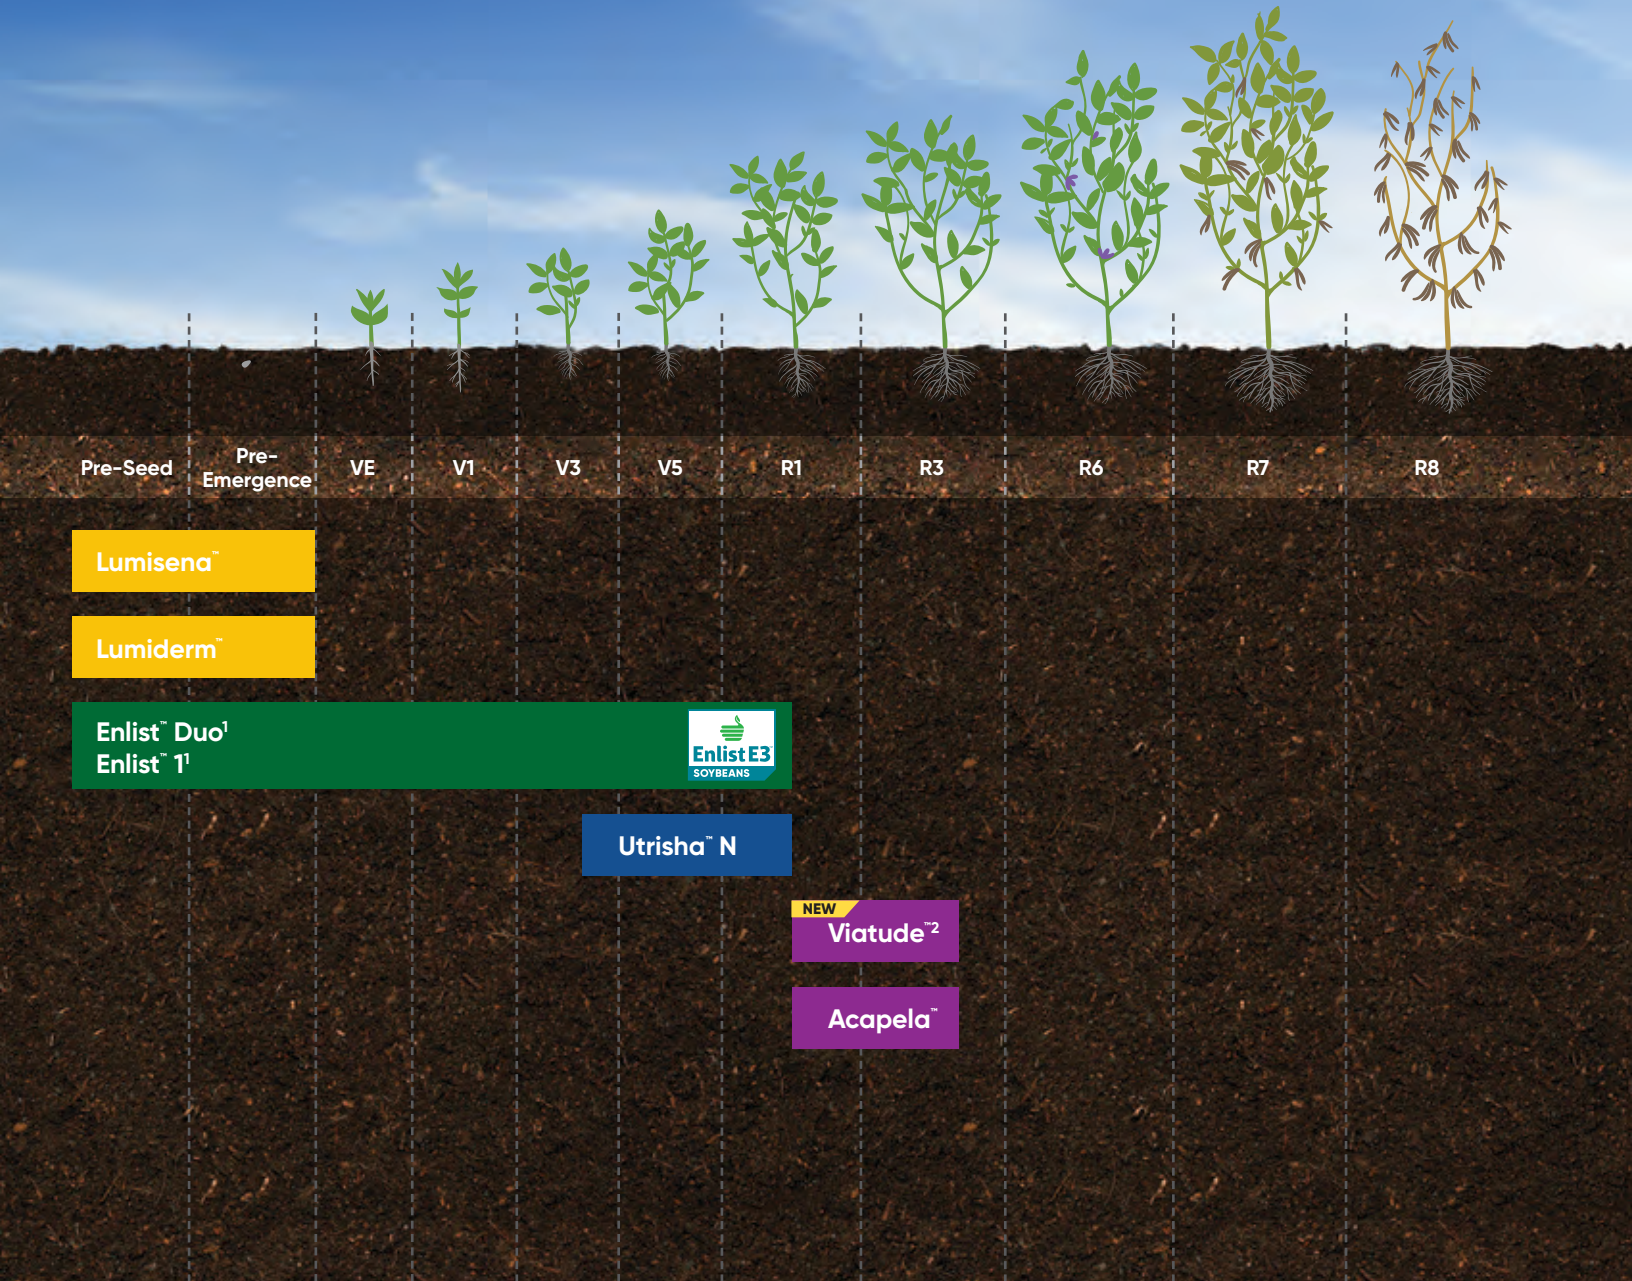 Pre-Seed
Pre-
Emergence
VE
V1
V3
V5
R1
R3
R6
R7
R8
Lumisena™
Lumiderm™
Enlist™ Duo¹
Enlist™ 1¹
Enlist E3™
SOYBEANS
Utrisha™ N
NEW
Viatude™²
Acapela™